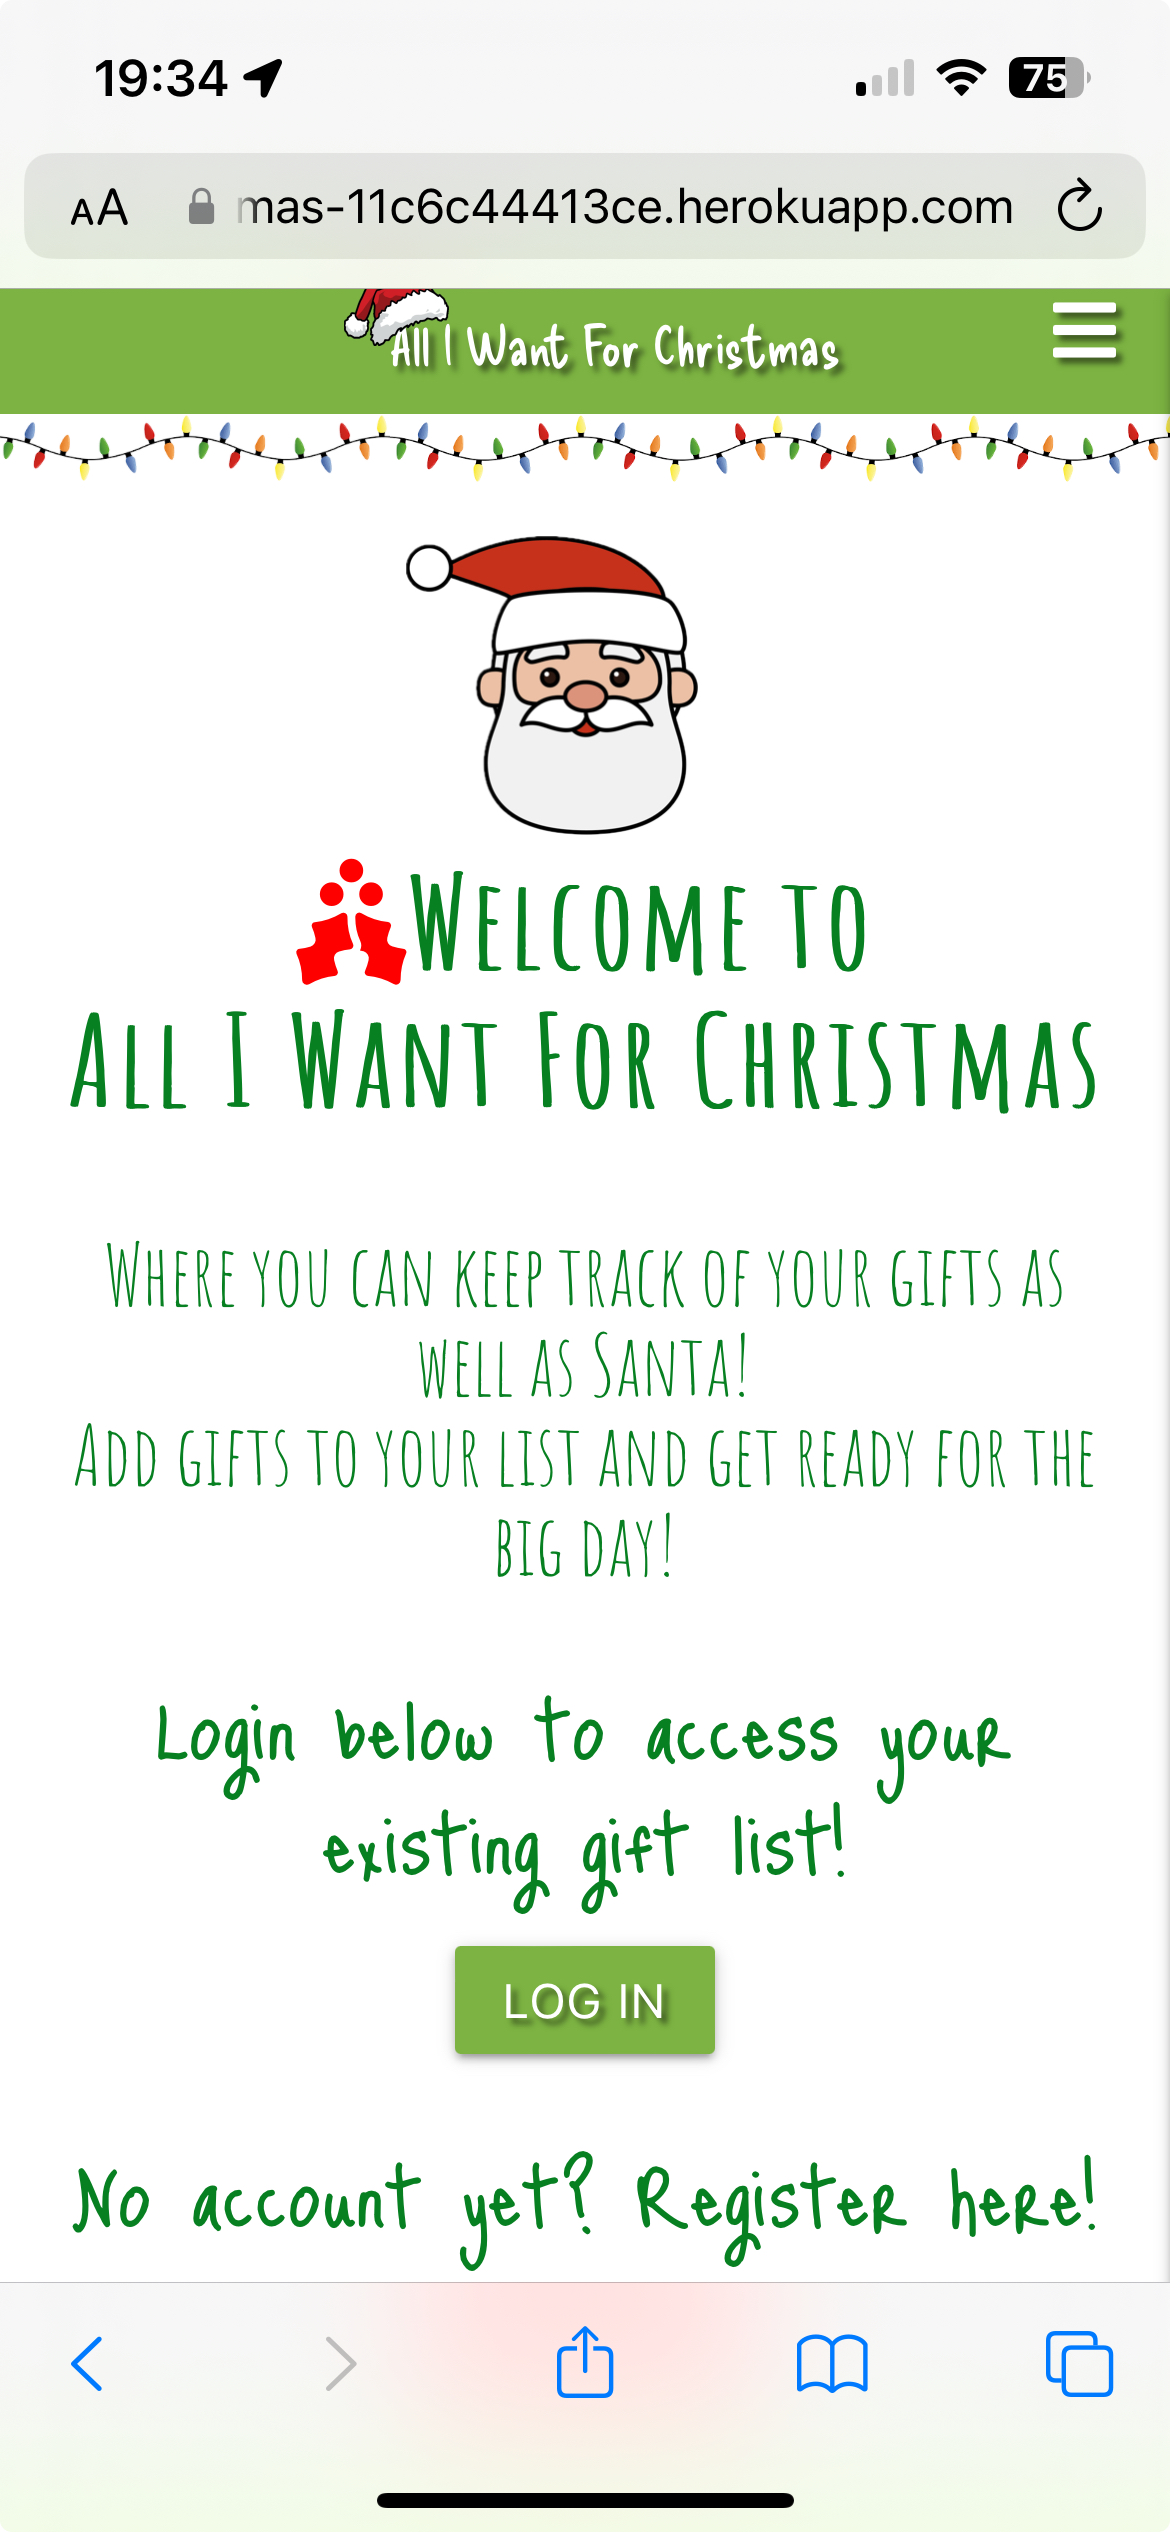 19:34
75
AA mas-11c6c44413ce.herokuapp.com
All I Want For Christmas
Welcome to
All I Want For Christmas
Where you can keep track of your gifts as
well as Santa!
Add gifts to your list and get ready for the
big day!
Login below to access your
existing gift list!
LOG IN
No account yet? Register here!